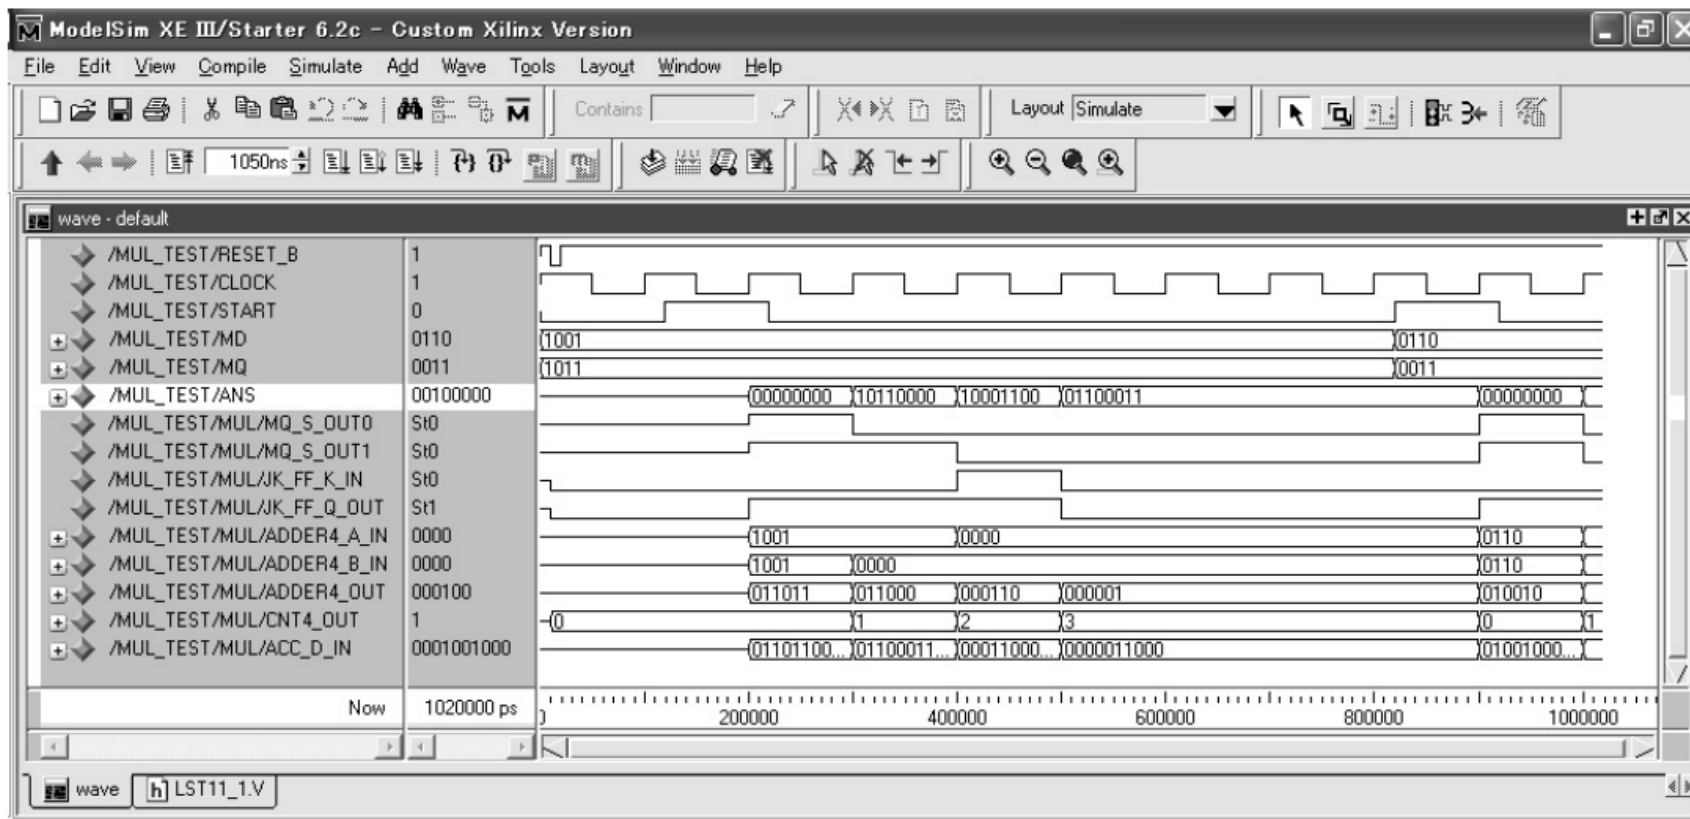 ModelSim XE III/Starter 6.2c - Custom Xilinx Version
File Edit View Compile Simulate Add Wave Tools Layout Window Help
Contains Layout Simulate
1050ns
wave - default
/MUL_TEST/RESET_B 1
/MUL_TEST/CLOCK 1
/MUL_TEST/START 0
/MUL_TEST/MD 0110 1001 0110
/MUL_TEST/MQ 0011 1011 0011
/MUL_TEST/ANS 00100000 00000000 10110000 10001100 01100011 00000000
/MUL_TEST/MUL/MQ_S_OUT0 St0
/MUL_TEST/MUL/MQ_S_OUT1 St0
/MUL_TEST/MUL/JK_FF_K_IN St0
/MUL_TEST/MUL/JK_FF_Q_OUT St1
/MUL_TEST/MUL/ADDER4_A_IN 0000 1001 0000 0110
/MUL_TEST/MUL/ADDER4_B_IN 0000 1001 0000 0110
/MUL_TEST/MUL/ADDER4_OUT 000100 011011 011000 000110 000001 010010
/MUL_TEST/MUL/CNT4_OUT 1 0 1 2 3 0 1
/MUL_TEST/MUL/ACC_D_IN 0001001000 01101100... 01100011... 00011000... 0000011000 01001000...
Now 1020000 ps 200000 400000 600000 800000 1000000
wave h LST11_1.V